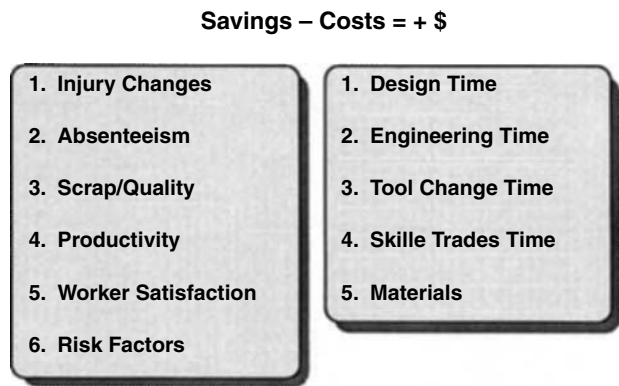 Savings – Costs = + $
1. Injury Changes
2. Absenteeism
3. Scrap/Quality
4. Productivity
5. Worker Satisfaction
6. Risk Factors
1. Design Time
2. Engineering Time
3. Tool Change Time
4. Skille Trades Time
5. Materials